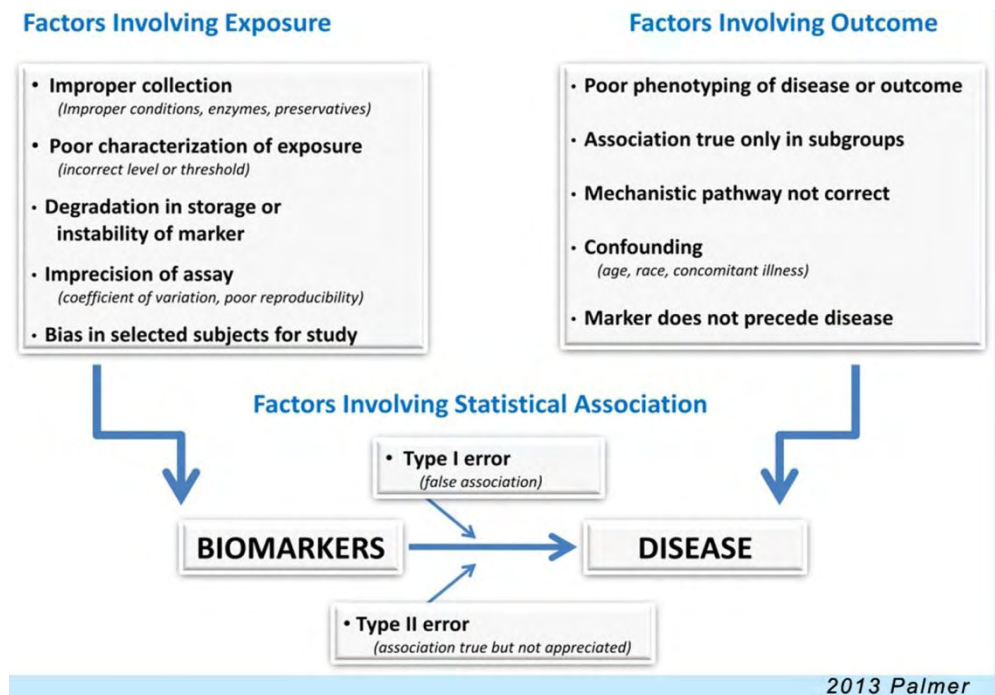 Factors Involving Exposure
• Improper collection
(Improper conditions, enzymes, preservatives)
• Poor characterization of exposure
(incorrect level or threshold)
• Degradation in storage or
instability of marker
• Imprecision of assay
(coefficient of variation, poor reproducibility)
• Bias in selected subjects for study
Factors Involving Outcome
• Poor phenotyping of disease or outcome
• Association true only in subgroups
• Mechanistic pathway not correct
• Confounding
(age, race, concomitant illness)
• Marker does not precede disease
Factors Involving Statistical Association
• Type I error
(false association)
BIOMARKERS
DISEASE
• Type II error
(association true but not appreciated)
2013 Palmer